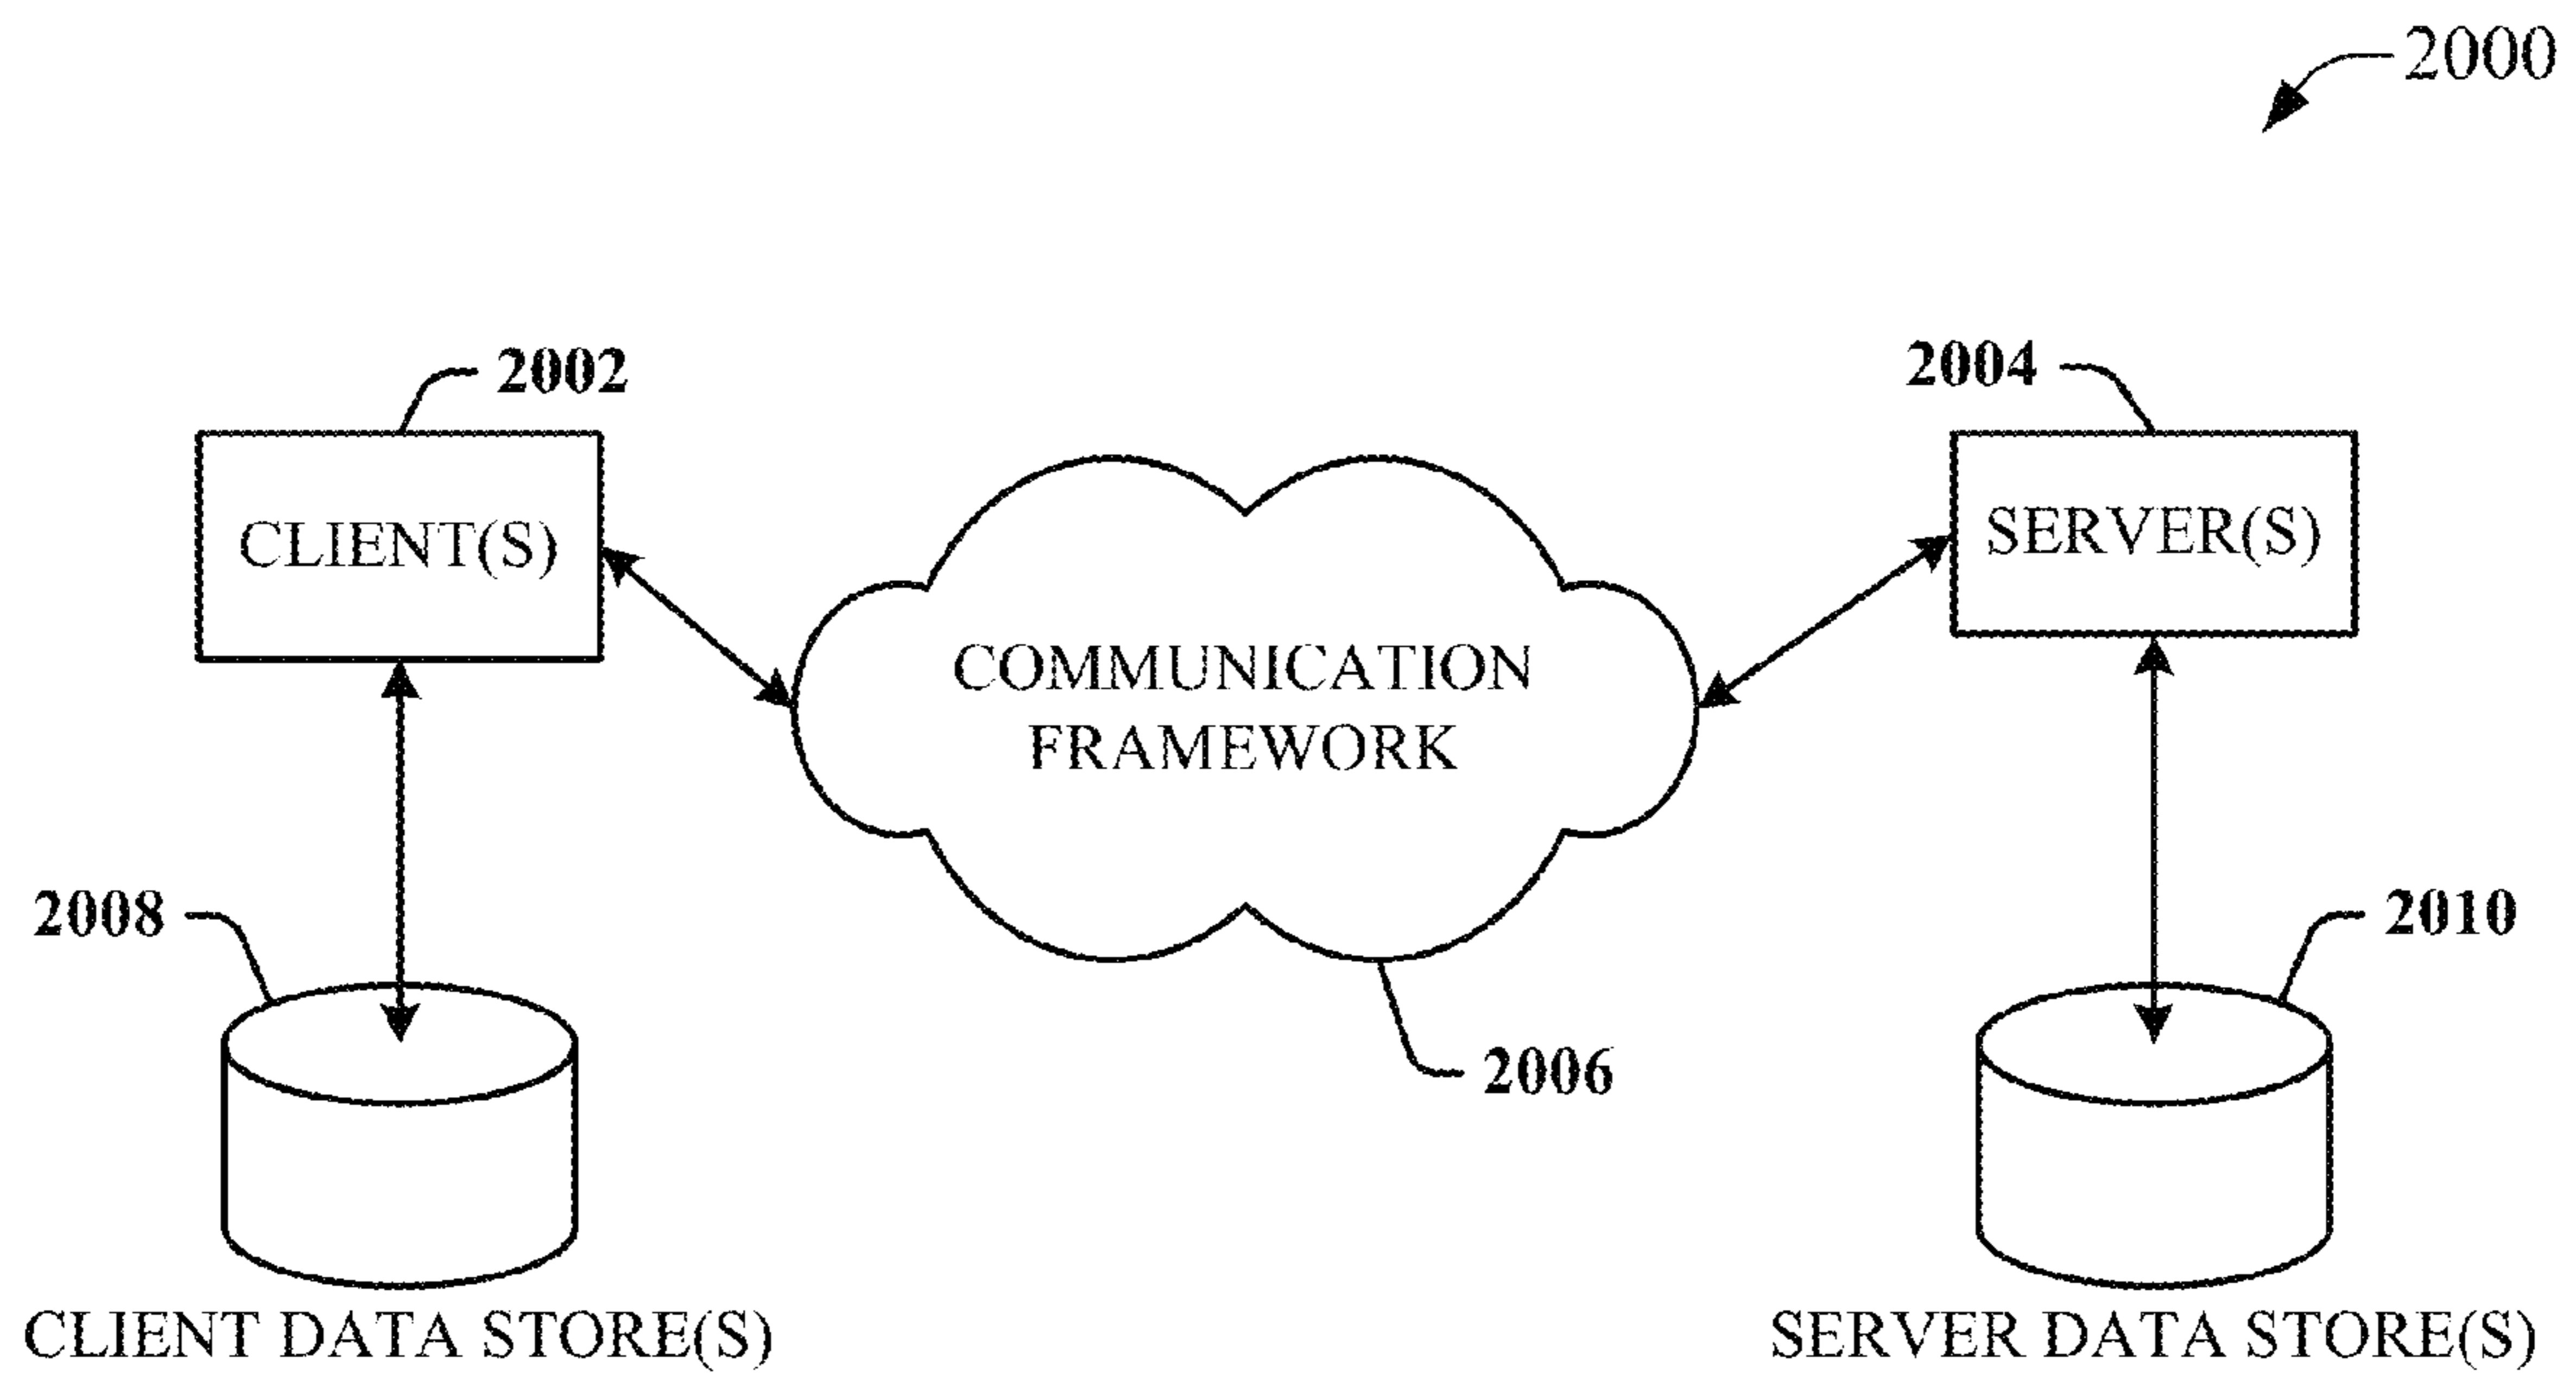 2000
2002
2004
CLIENT(S)
SERVER(S)
COMMUNICATION
FRAMEWORK
2008
2010
2006
CLIENT DATA STORE(S)
SERVER DATA STORE(S)